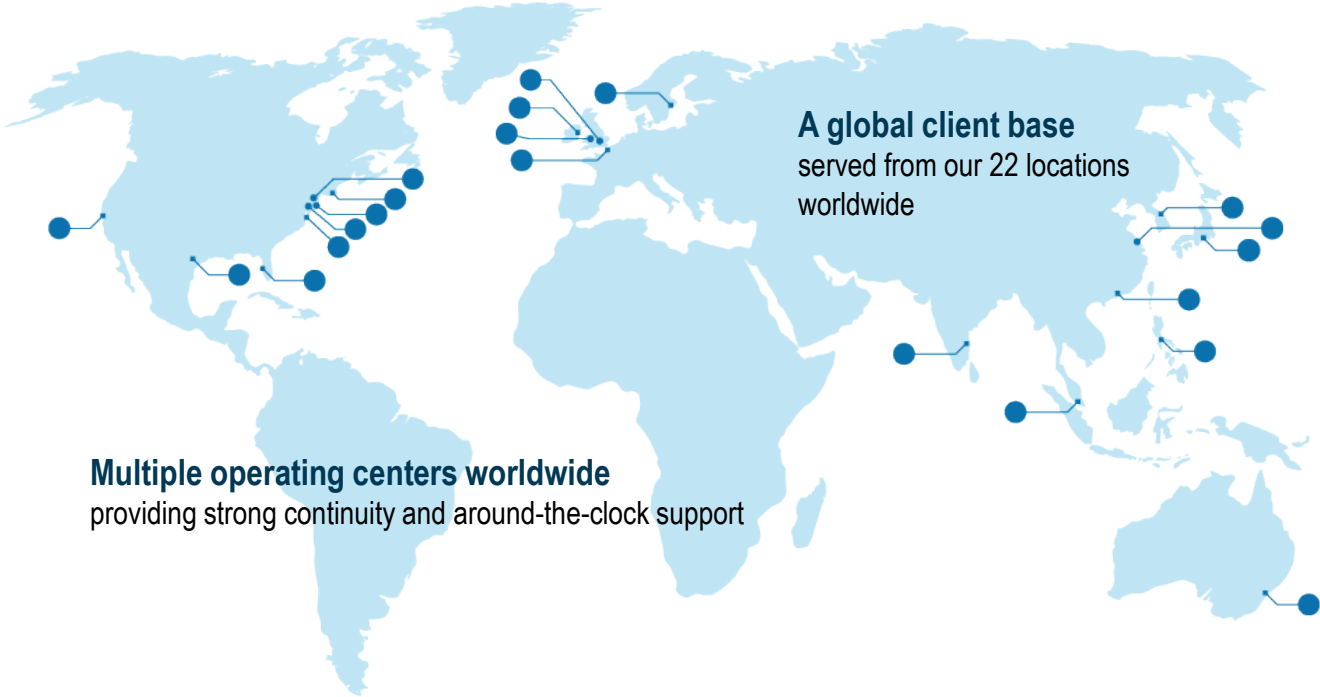 A global client base
served from our 22 locations
worldwide
Multiple operating centers worldwide
providing strong continuity and around-the-clock support